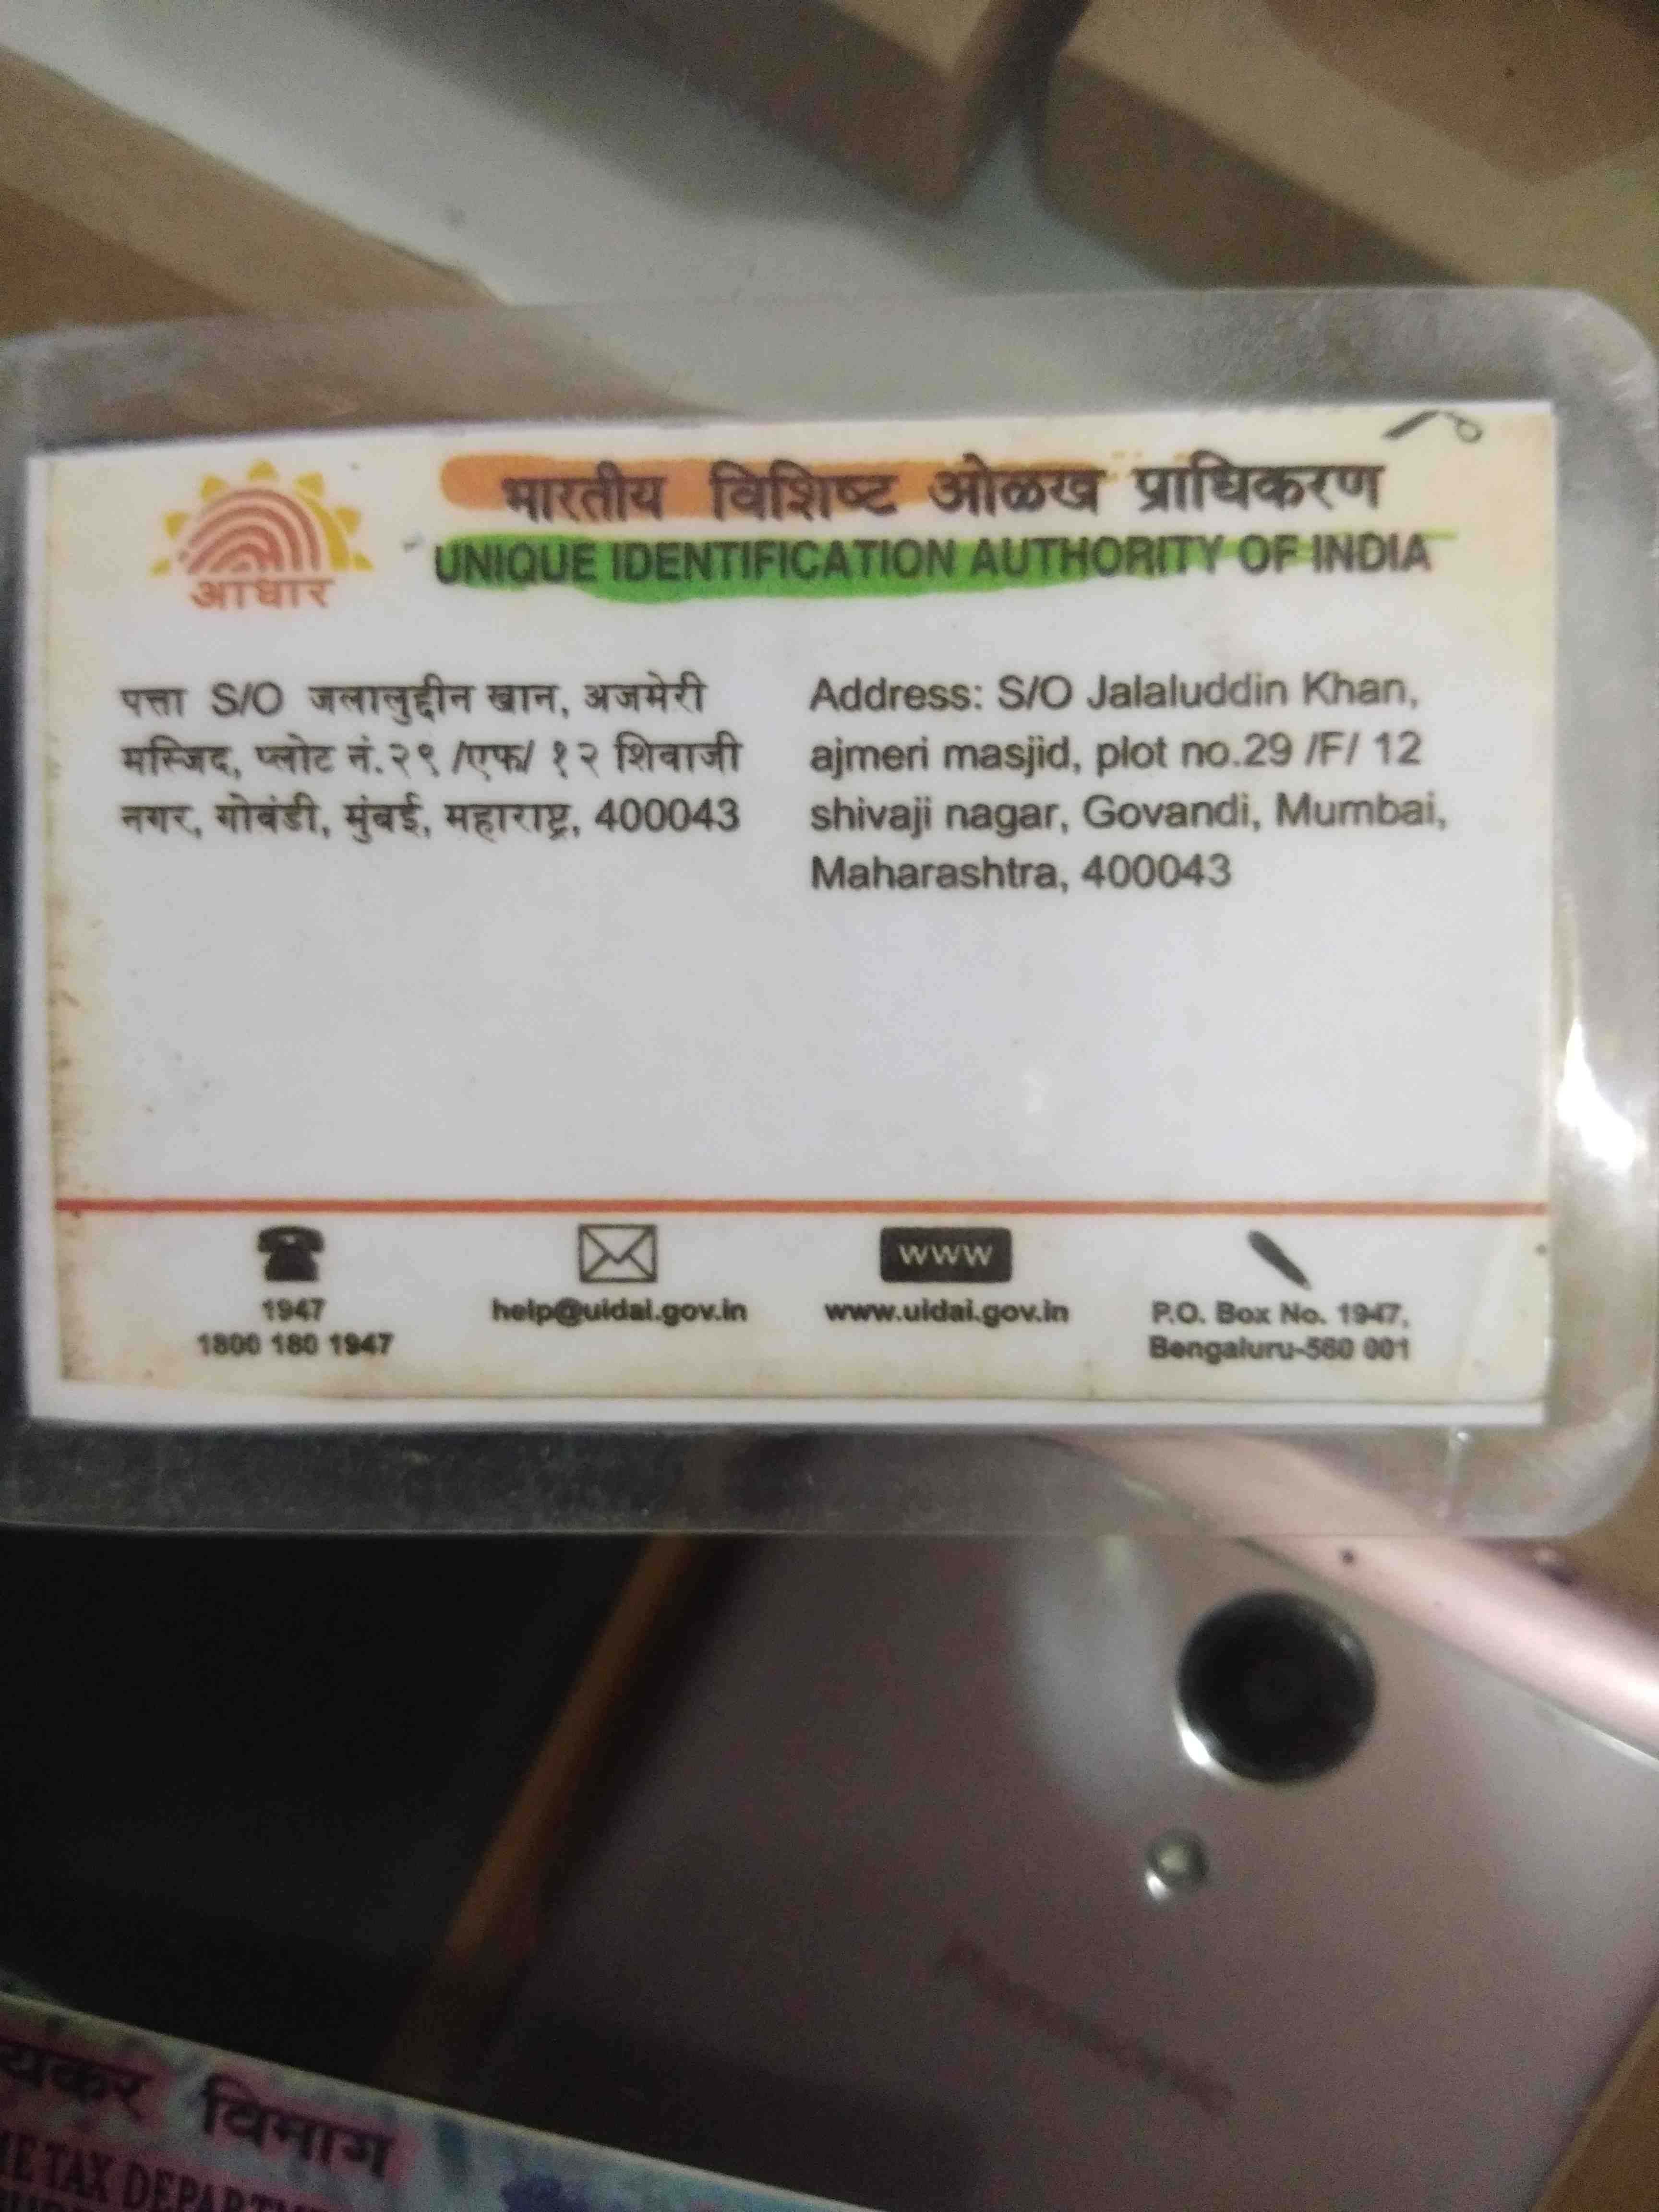 भारतीय विशिष्ट ओळख प्राधिकरण
UNIQUE IDENTIFICATION AUTHORITY OF INDIA
आधार
पत्ता S/O जलालुद्दीन खान, अजमेरी
मस्जिद, प्लोट नं.२९ /एफ/ १२ शिवाजी
नगर, गोवंडी, मुंबई, महाराष्ट्र, 400043
Address: S/O Jalaluddin Khan,
ajmeri masjid, plot no.29 /F/ 12
shivaji nagar, Govandi, Mumbai,
Maharashtra, 400043
1947
1800 180 1947
help@uidai.gov.in
WWW
www.uidai.gov.in
P.O. Box No. 1947,
Bengaluru-560 001
यकर विभाग
ME TAX DEPARTM